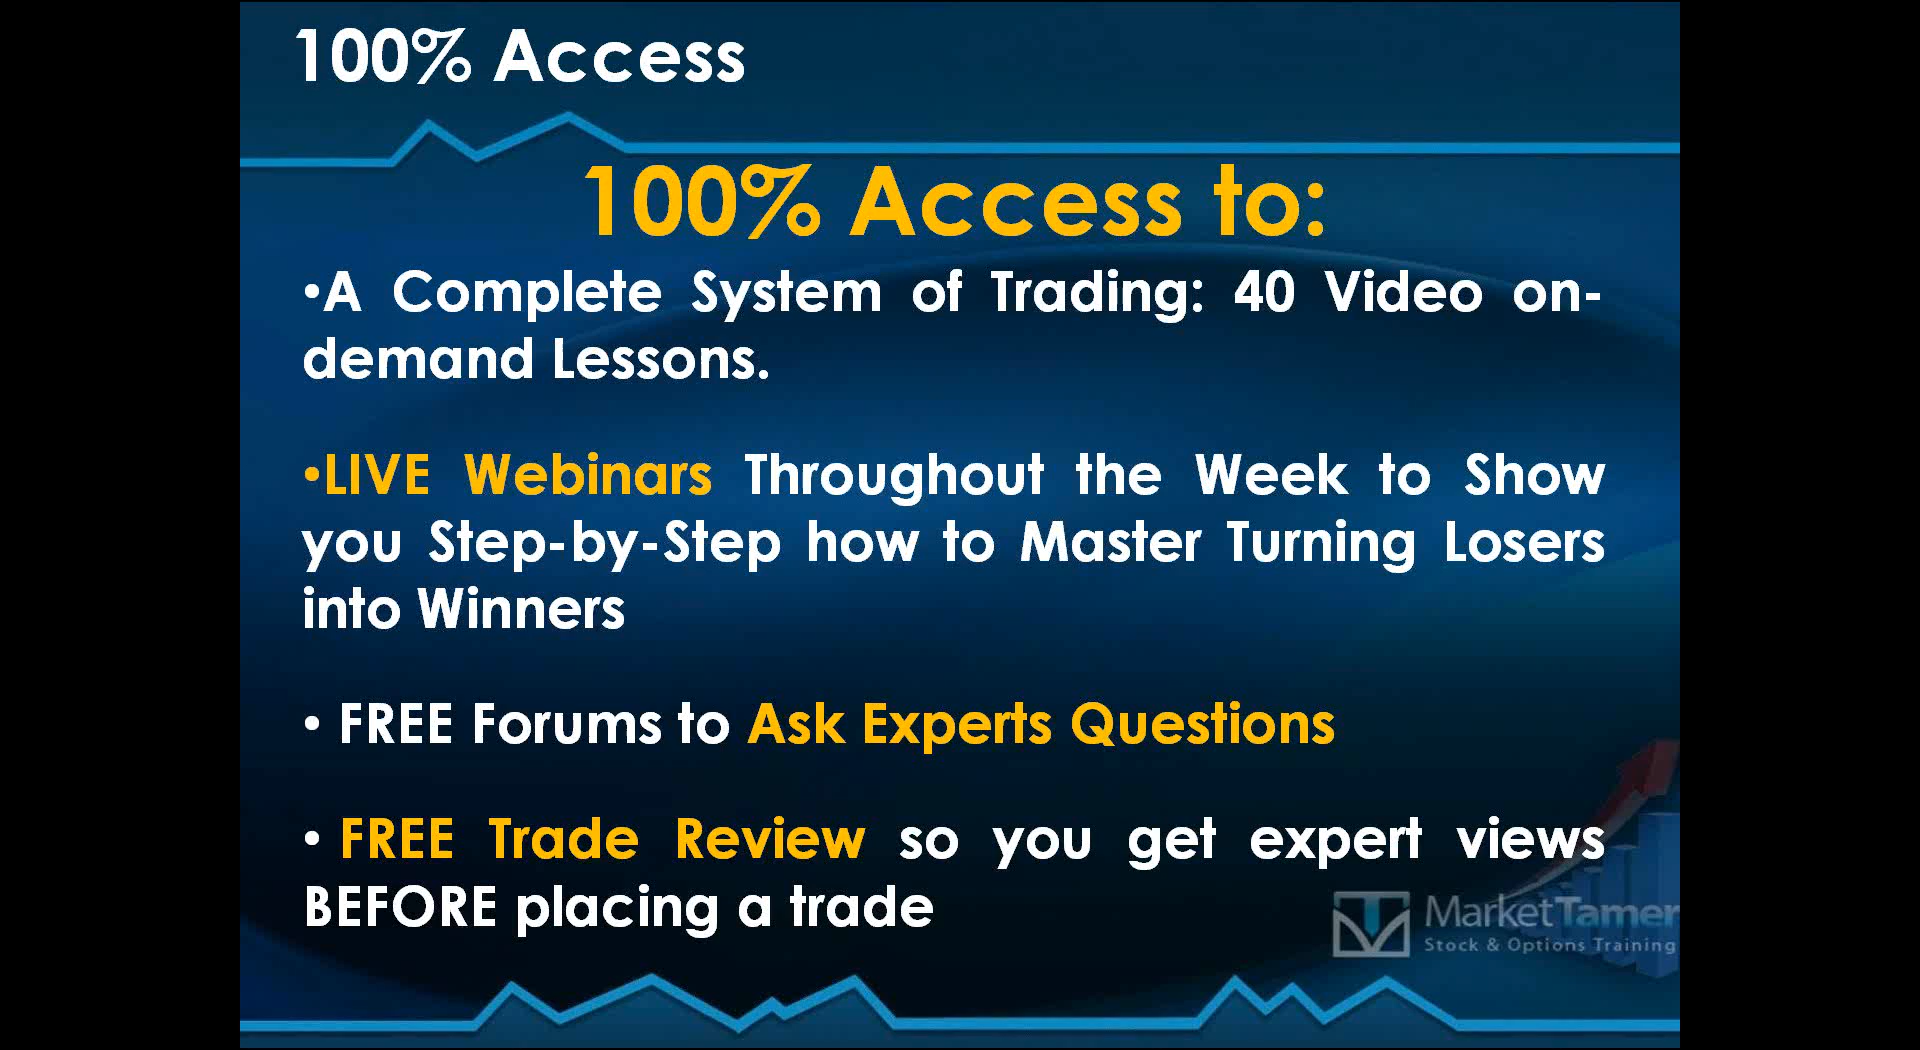 100% Access
100% Access to:
•A Complete System of Trading: 40 Video on-
demand Lessons.
•LIVE Webinars Throughout the Week to Show
you Step-by-Step how to Master Turning Losers
into Winners
• FREE Forums to Ask Experts Questions
• FREE Trade Review so you get expert views
BEFORE placing a trade
MarketTamer
Stock & Options Training